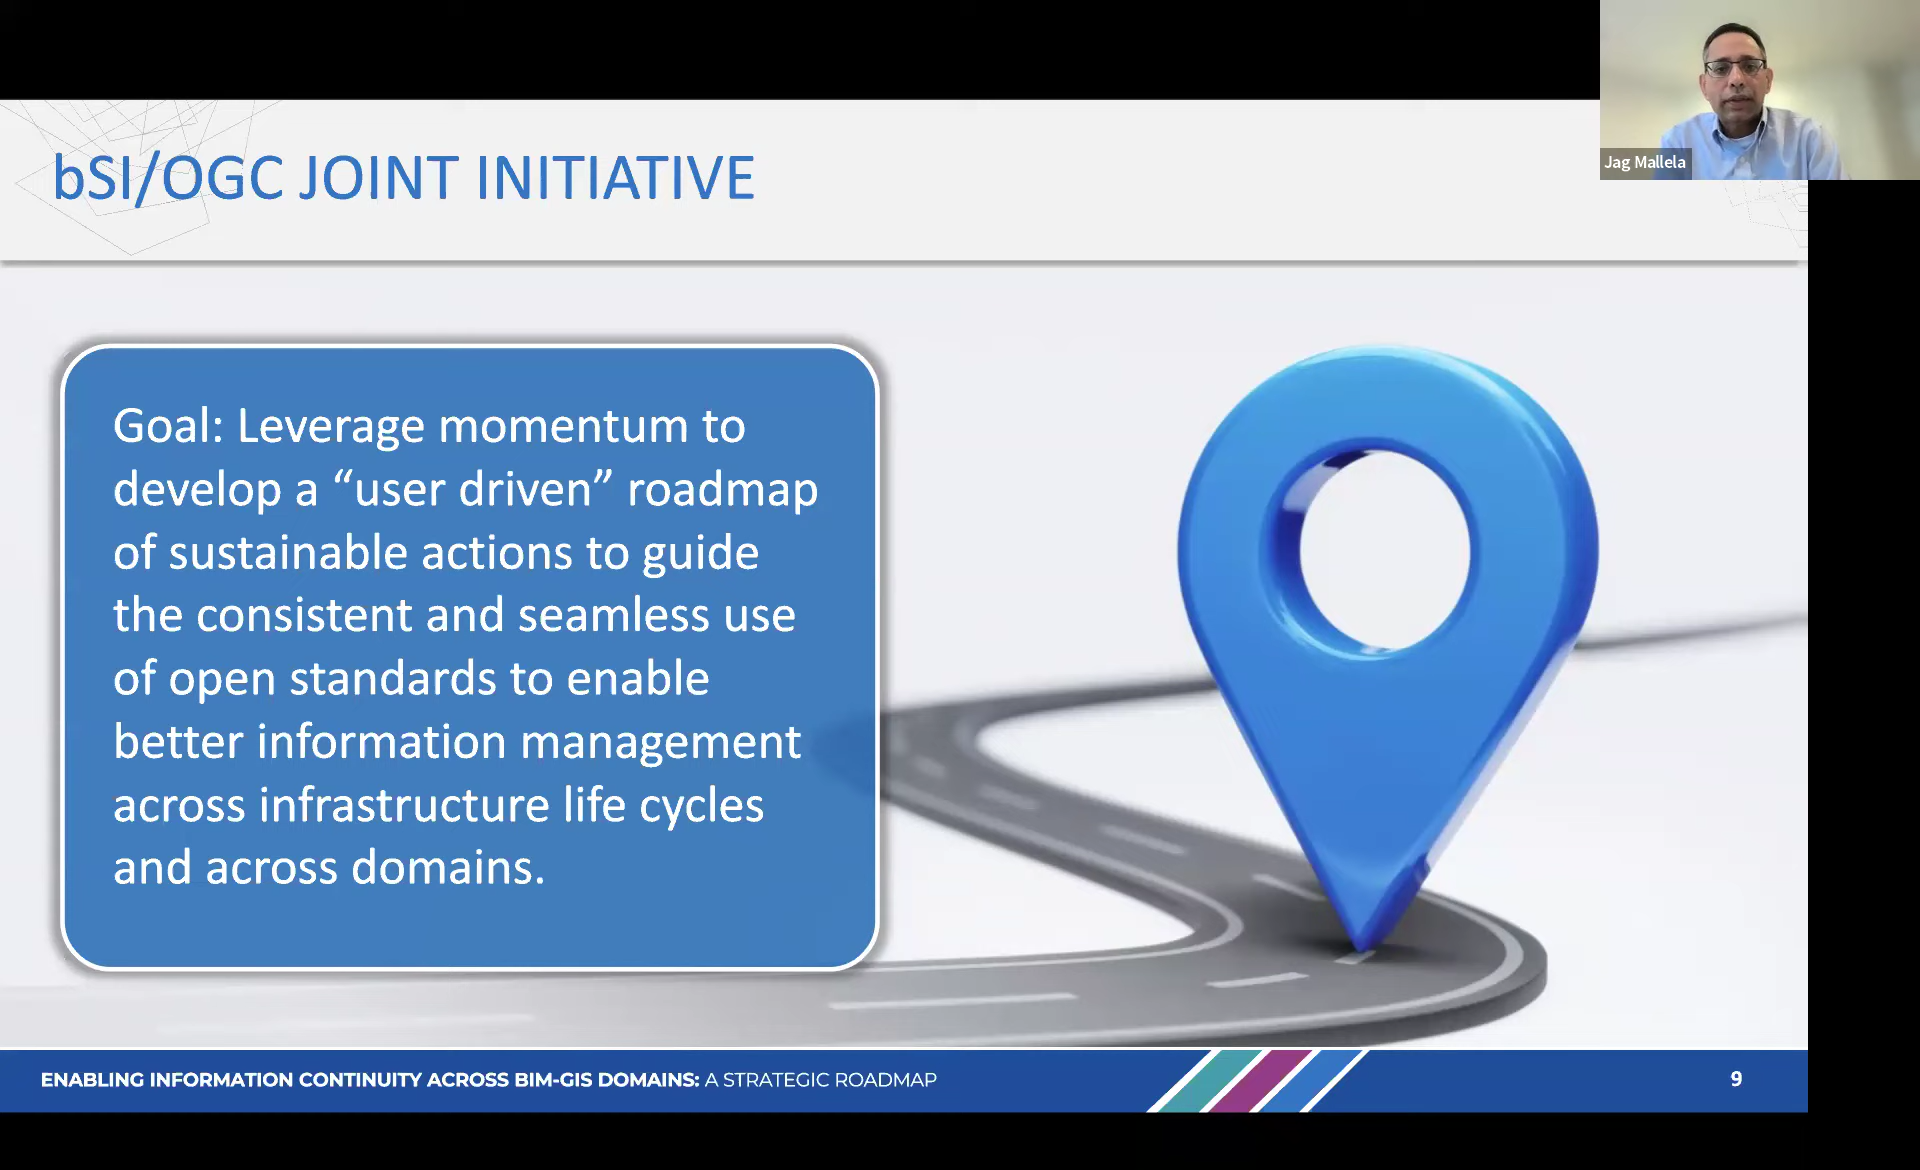 bSI/OGC JOINT INITIATIVE
Jag Mallela
Goal: Leverage momentum to
develop a “user driven” roadmap
of sustainable actions to guide
the consistent and seamless use
of open standards to enable
better information management
across infrastructure life cycles
and across domains.
ENABLING INFORMATION CONTINUITY ACROSS BIM-GIS DOMAINS: A STRATEGIC ROADMAP
9